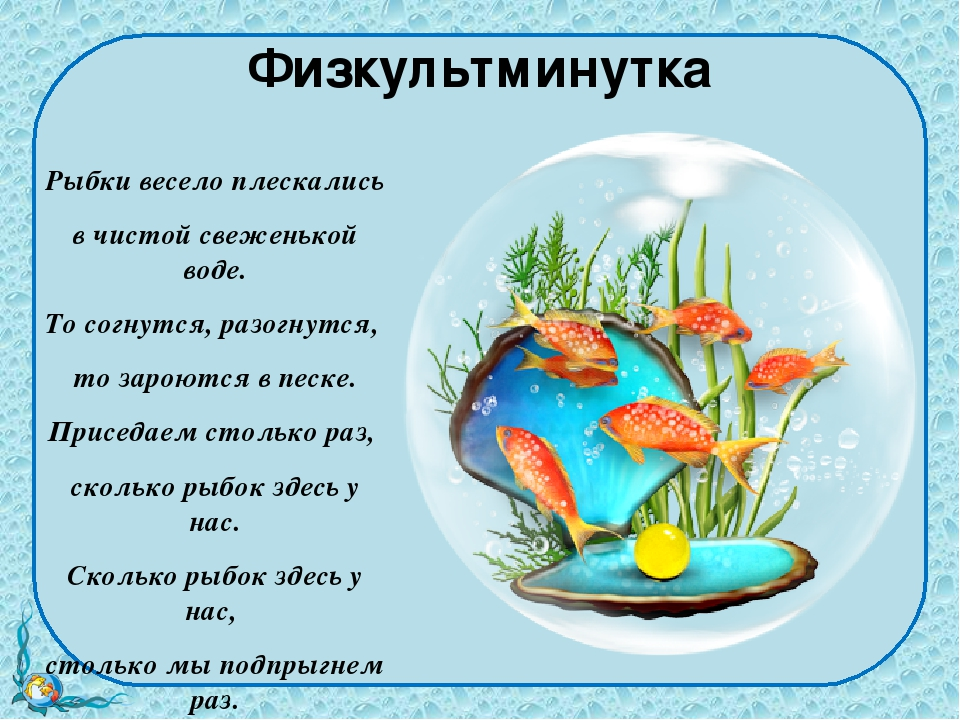 Физкультминутка
Рыбки весело плескались
в чистой свеженькой
воде.
То согнутся, разогнутся,
то зароются в песке.
Приседаем столько раз,
сколько рыбок здесь у
нас.
Сколько рыбок здесь у
нас,
столько мы подпрыгнем
раз.